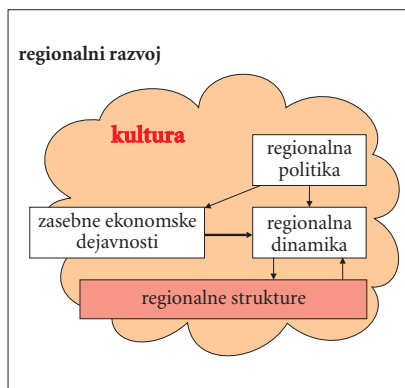 regionalni razvoj
kultura
regionalna
politika
zasebne ekonomske
dejavnosti
regionalna
dinamika
regionalne strukture